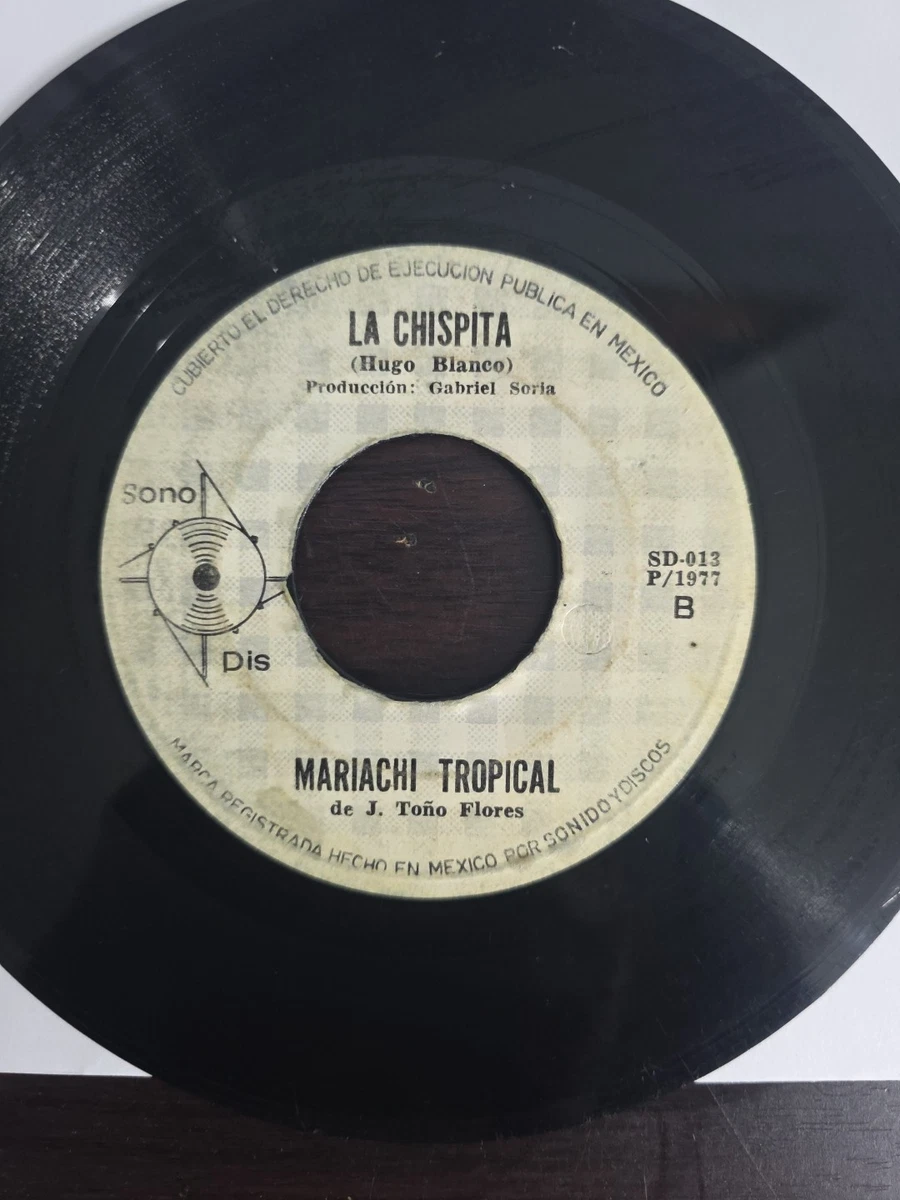 CUBIERTO EL DERECHO DE EJECUCION PUBLICA EN MEXICO
LA CHISPITA
(Hugo Blanco)
Producción: Gabriel Soria
Sono
Dis
SD-013
P/1977
B
MARIACHI TROPICAL
de J. Toño Flores
MARCA REGISTRADA HECHO EN MEXICO POR SONIDO Y DISCOS